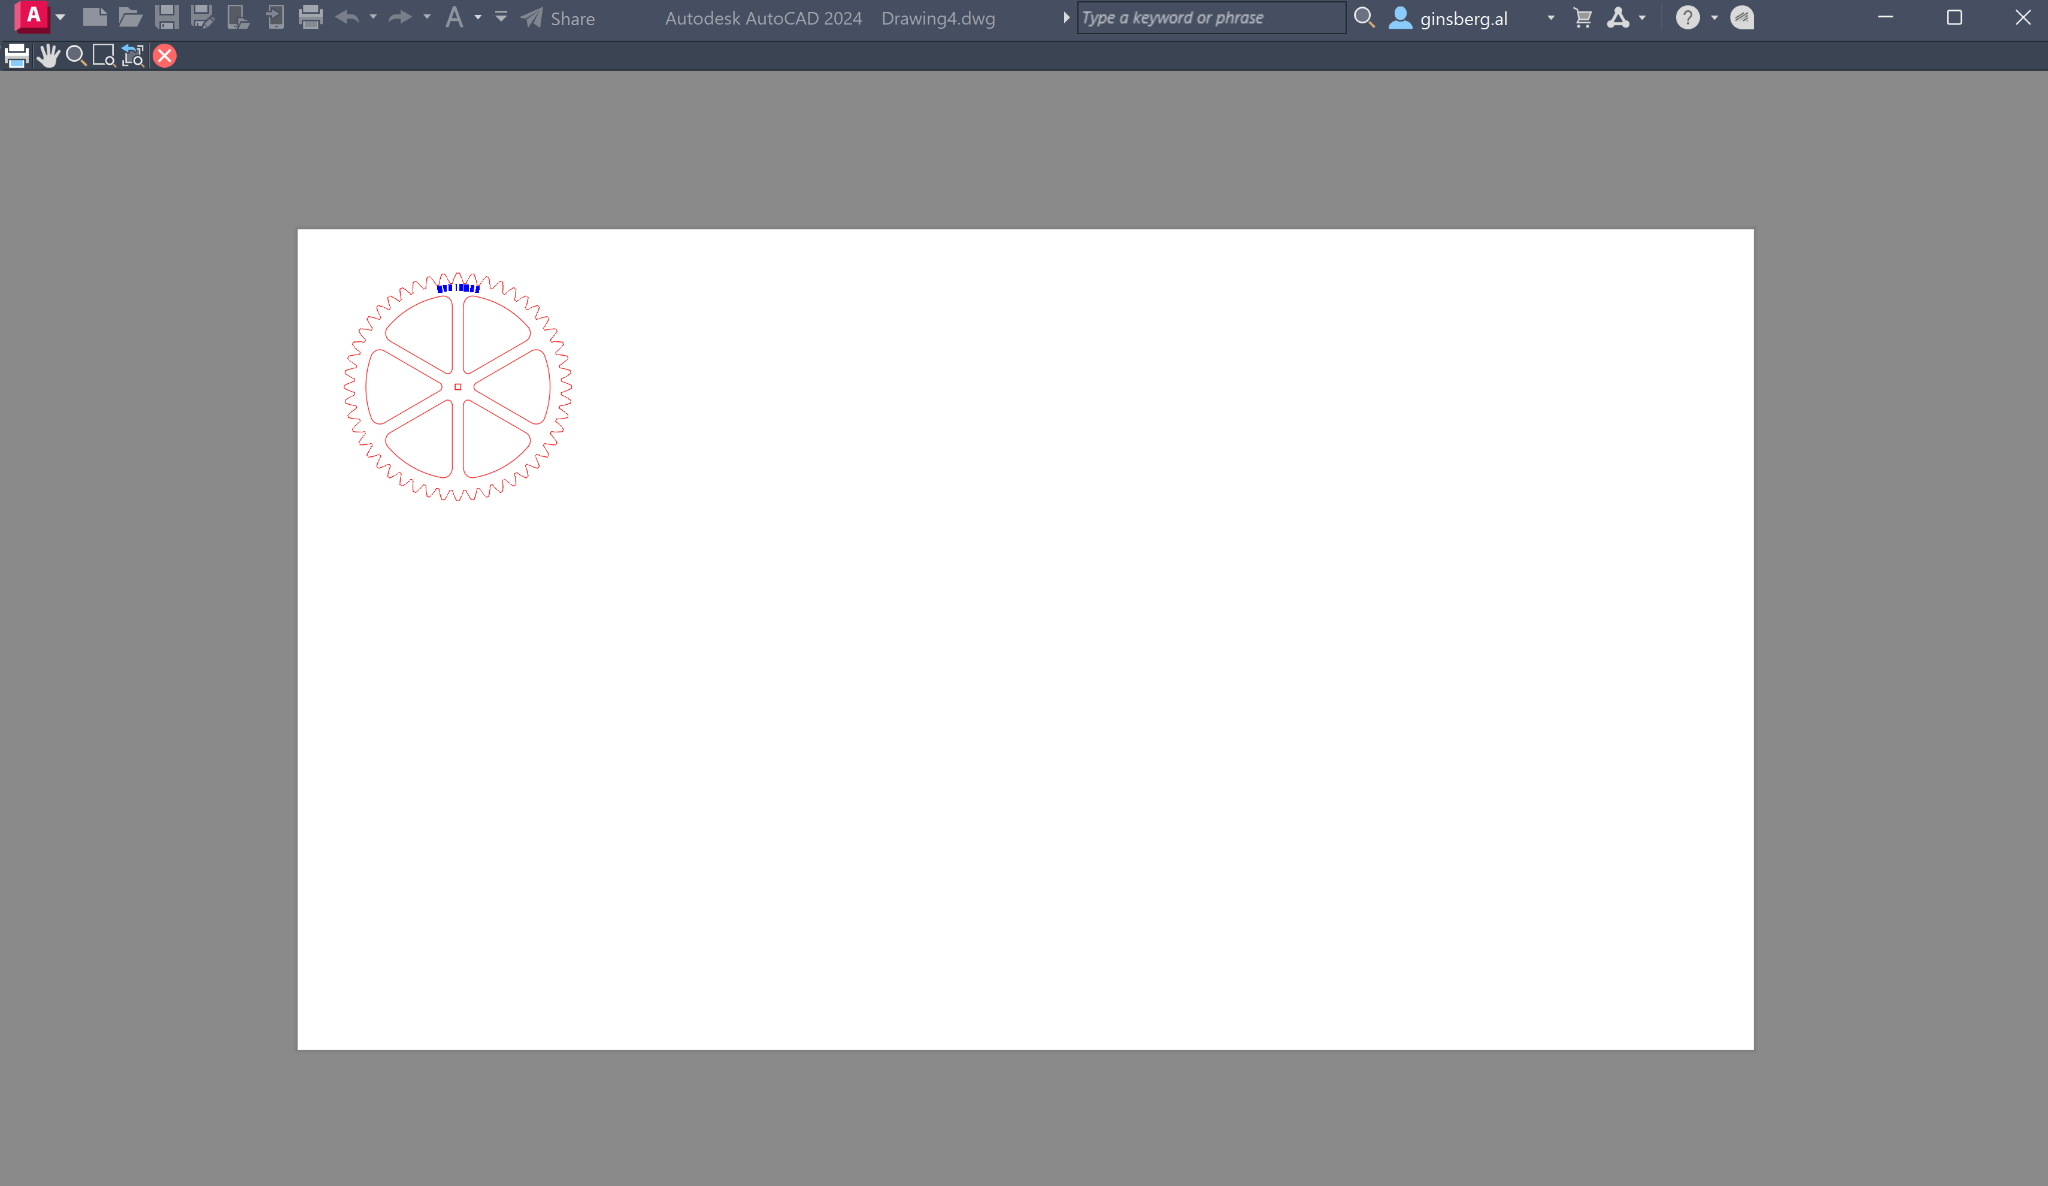 A
A
Share
Autodesk AutoCAD 2024 Drawing4.dwg
Type a keyword or phrase
ginsberg.al
?